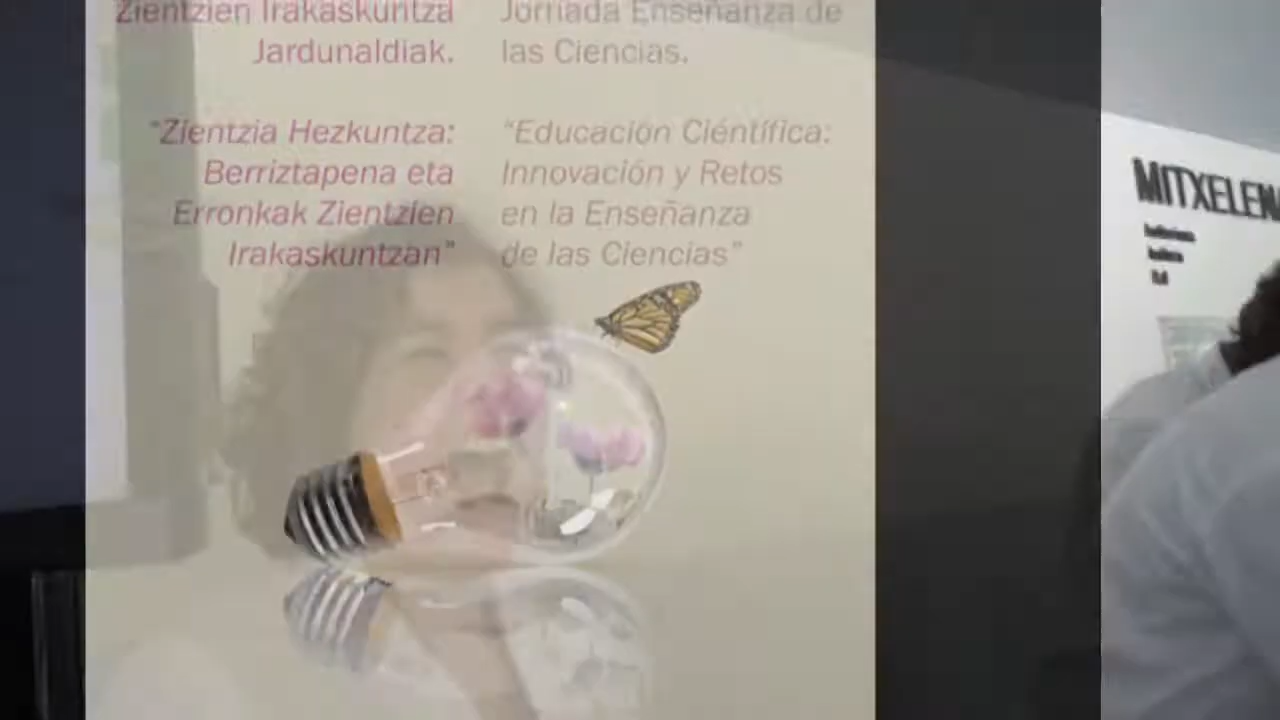 Zientzien Irakaskuntza
Jardunaldiak.
Jornada Enseñanza de
las Ciencias.
"Zientzia Hezkuntza:
Berriztapena eta
Erronkak Zientzien
Irakaskuntzan"
"Educación Ciéntífica:
Innovación y Retos
en la Enseñanza
de las Ciencias"
MITXELENA